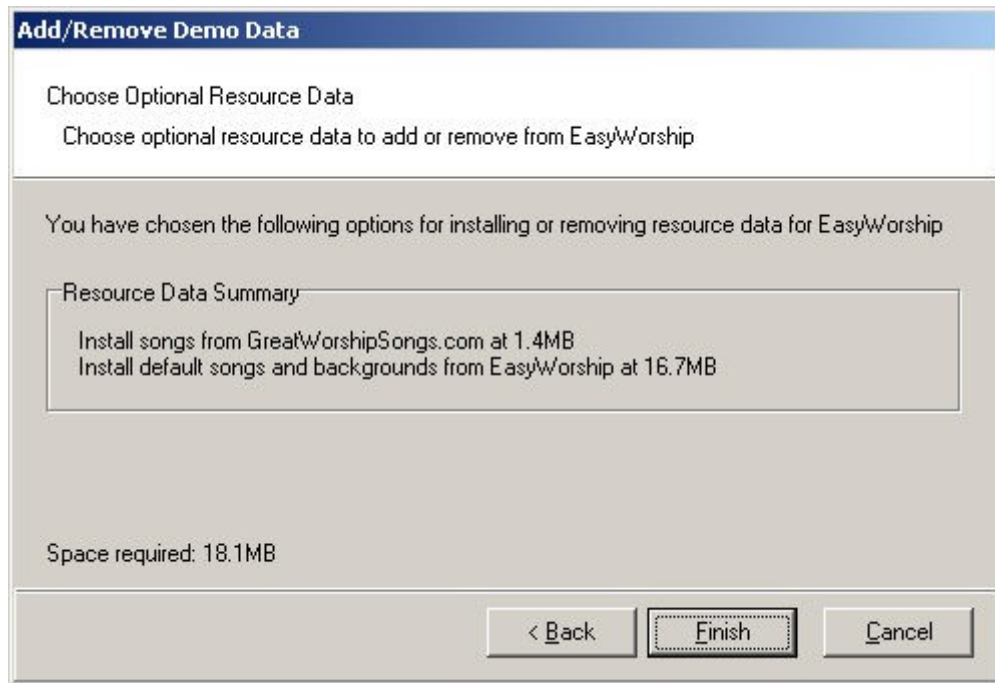 Add/Remove Demo Data
Choose Optional Resource Data
Choose optional resource data to add or remove from EasyWorship
You have chosen the following options for installing or removing resource data for EasyWorship
Resource Data Summary
Install songs from GreatWorshipSongs.com at 1.4MB
Install default songs and backgrounds from EasyWorship at 16.7MB
Space required: 18.1MB
< Back Finish Cancel